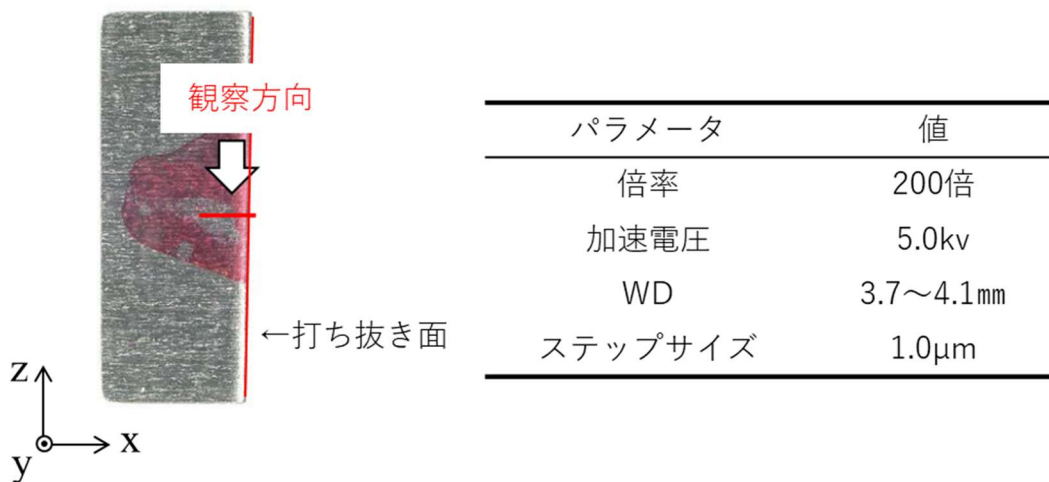 観察方向
←打ち抜き面
z
y
x
パラメータ 値
倍率 200倍
加速電圧 5.0kv
WD 3.7～4.1㎜
ステップサイズ 1.0μm